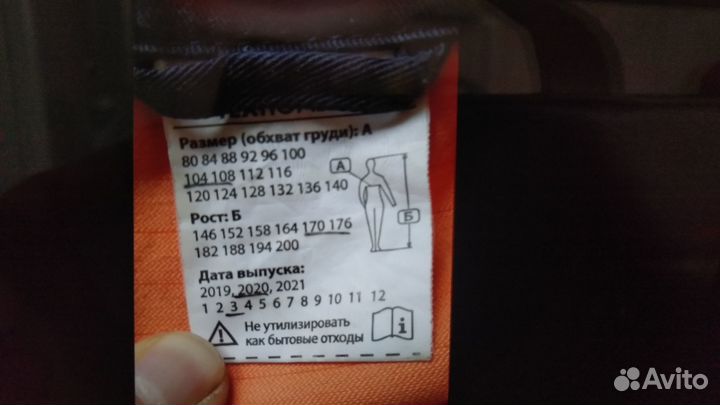 Размер (обхват груди): А
80 84 88 92 96 100
104 108 112 116
120 124 128 132 136 140
Рост: Б
146 152 158 164 170 176
182 188 194 200
А
Б
Дата выпуска:
2019, 2020, 2021
1 2 3 4 5 6 7 8 9 10 11 12
Не утилизировать
как бытовые отходы
i
Avito